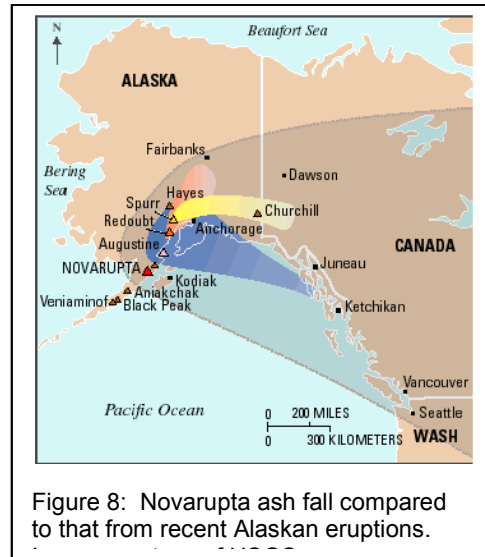 Beaufort Sea
N
ALASKA
Fairbanks
Bering
Sea
Dawson
Hayes
Spurr
Churchill
Redoubt
Anchorage
Augustine
CANADA
NOVARUPTA
Juneau
Kodiak
Aniakchak
Veniaminof
Black Peak
Ketchikan
Vancouver
Pacific Ocean
0 200 MILES
0 300 KILOMETERS
Seattle
WASH
Figure 8: Novarupta ash fall compared
to that from recent Alaskan eruptions.